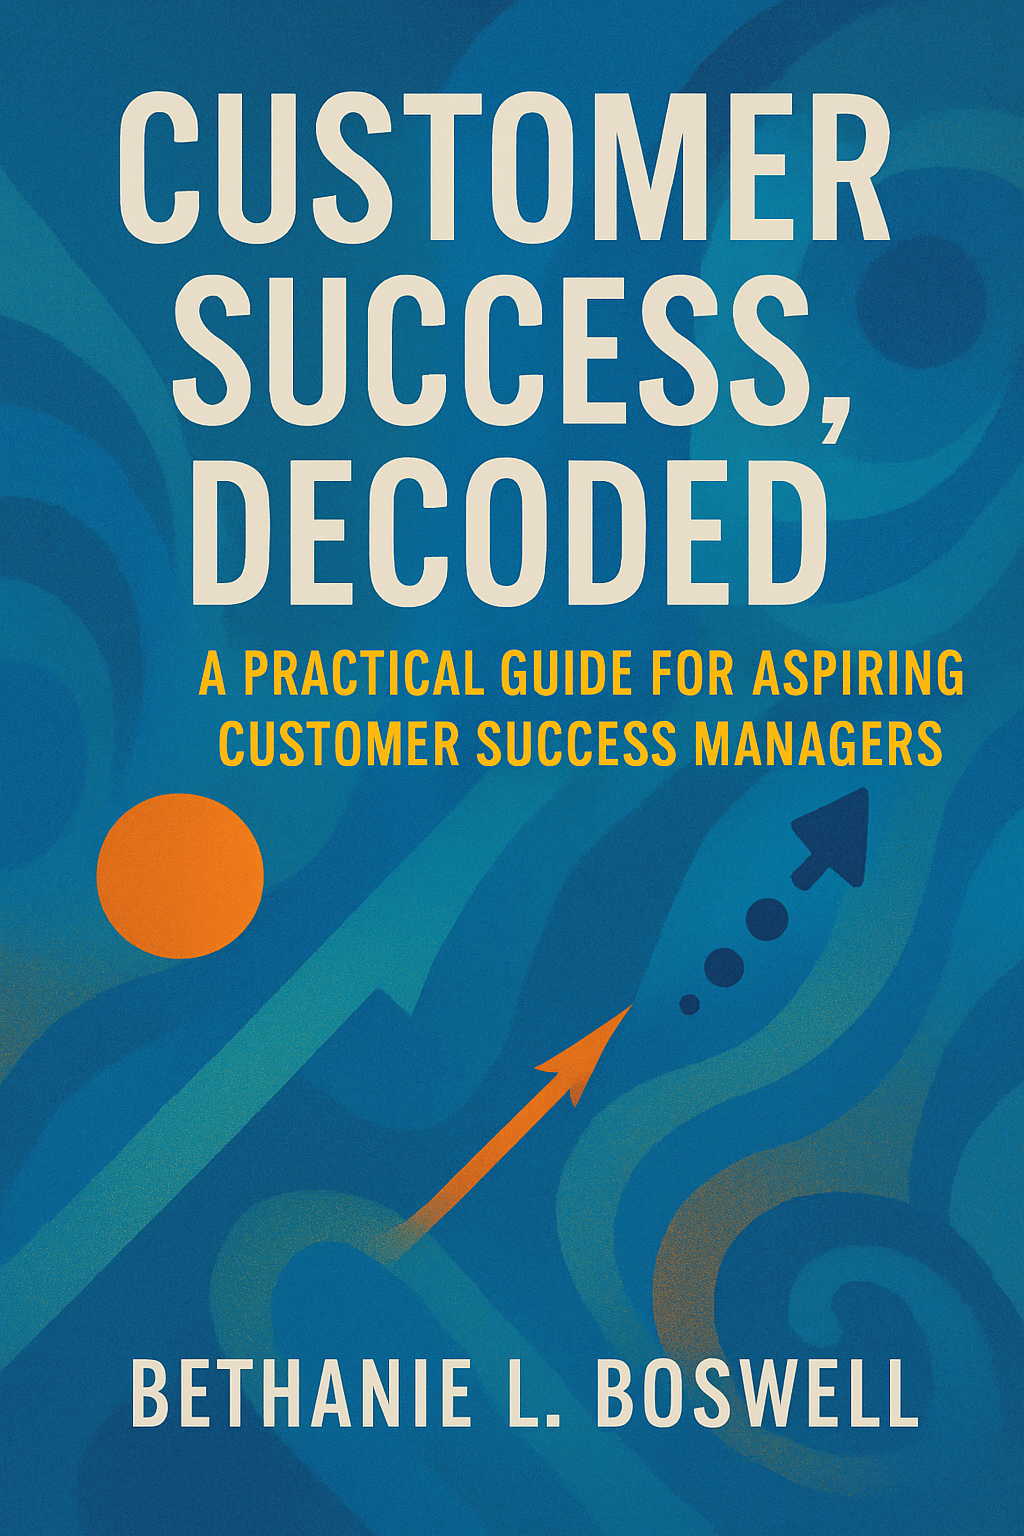 CUSTOMER
SUCCESS,
DECODED
A PRACTICAL GUIDE FOR ASPIRING
CUSTOMER SUCCESS MANAGERS
BETHANIE L. BOSWELL